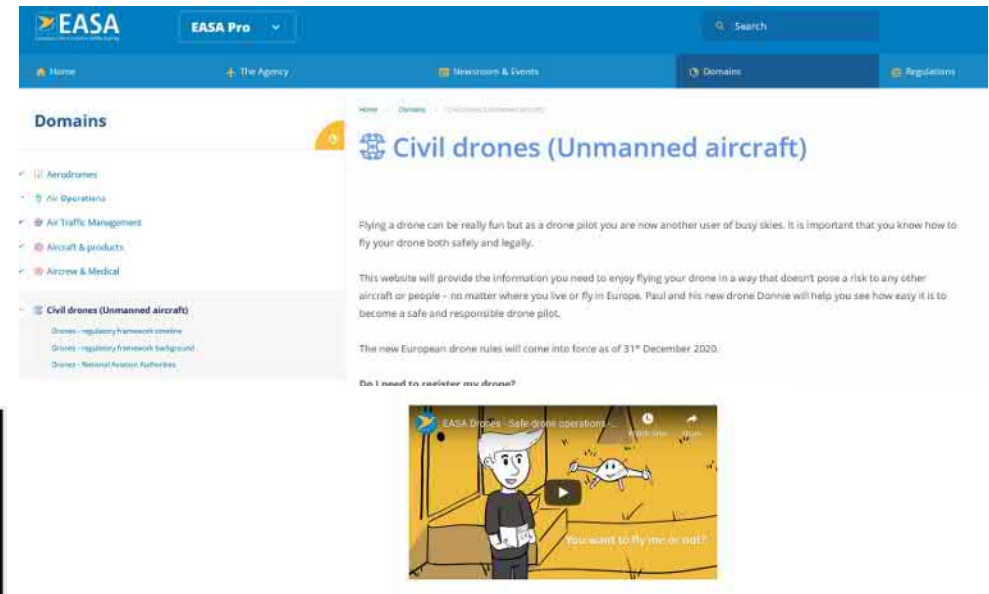 EASA
EASA Pro
Search
Home
The Agency
Newsroom & Events
Domains
Regulations
Domains
Home
Domains
Civil drones (Unmanned aircraft)
Aerodromes
Air Operations
Air Traffic Management
Aircraft & products
Aircrew & Medical
Civil drones (Unmanned aircraft)
Drones - regulatory framework timeline
Drones - regulatory framework background
Drones - National Aviation Authorities
Flying a drone can be really fun but as a drone pilot you are now another user of busy skies. It is important that you know how to
fly your drone both safely and legally.
This website will provide the information you need to enjoy flying your drone in a way that doesn't pose a risk to any other
aircraft or people – no matter where you live or fly in Europe. Paul and his new drone Donnie will help you see how easy it is to
become a safe and responsible drone pilot.
The new European drone rules will come into force as of 31st December 2020.
Do I need to register my drone?
EASA Drones - Safe drone operations -...
You want to fly me or not?